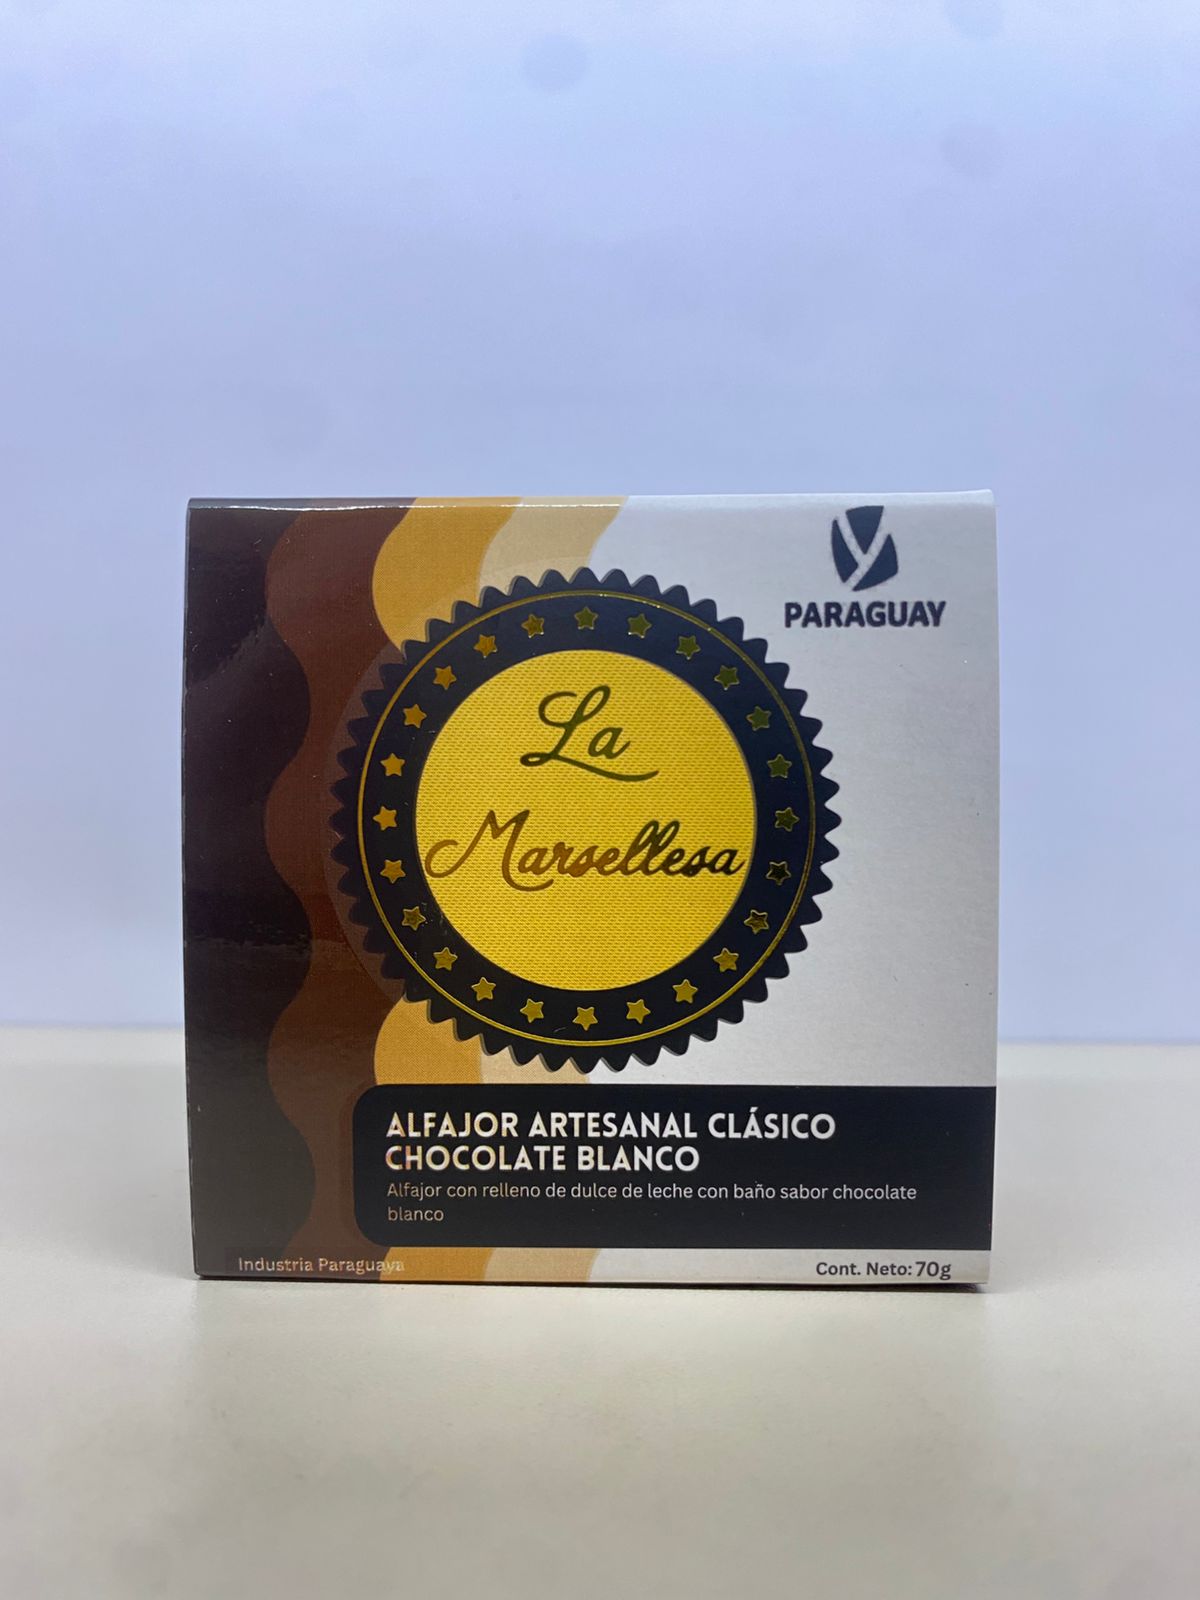 PARAGUAY
La
Marsellesa
ALFAJOR ARTESANAL CLÁSICO
CHOCOLATE BLANCO
Alfajor con relleno de dulce de leche con baño sabor chocolate
blanco
Industria Paraguaya
Cont. Neto: 70g